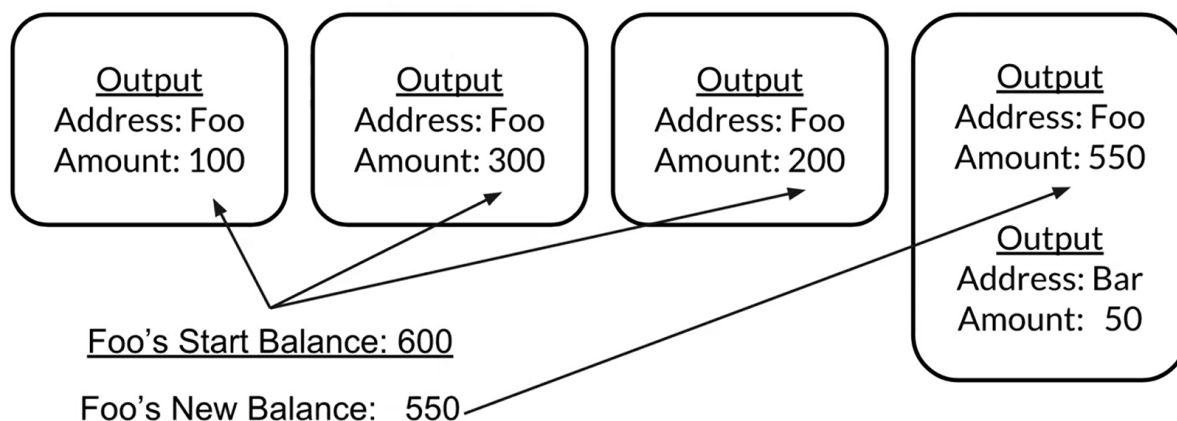 Output
Address: Foo
Amount: 100
Output
Address: Foo
Amount: 300
Output
Address: Foo
Amount: 200
Output
Address: Foo
Amount: 550
Output
Address: Bar
Amount: 50
Foo's Start Balance: 600
Foo's New Balance: 550